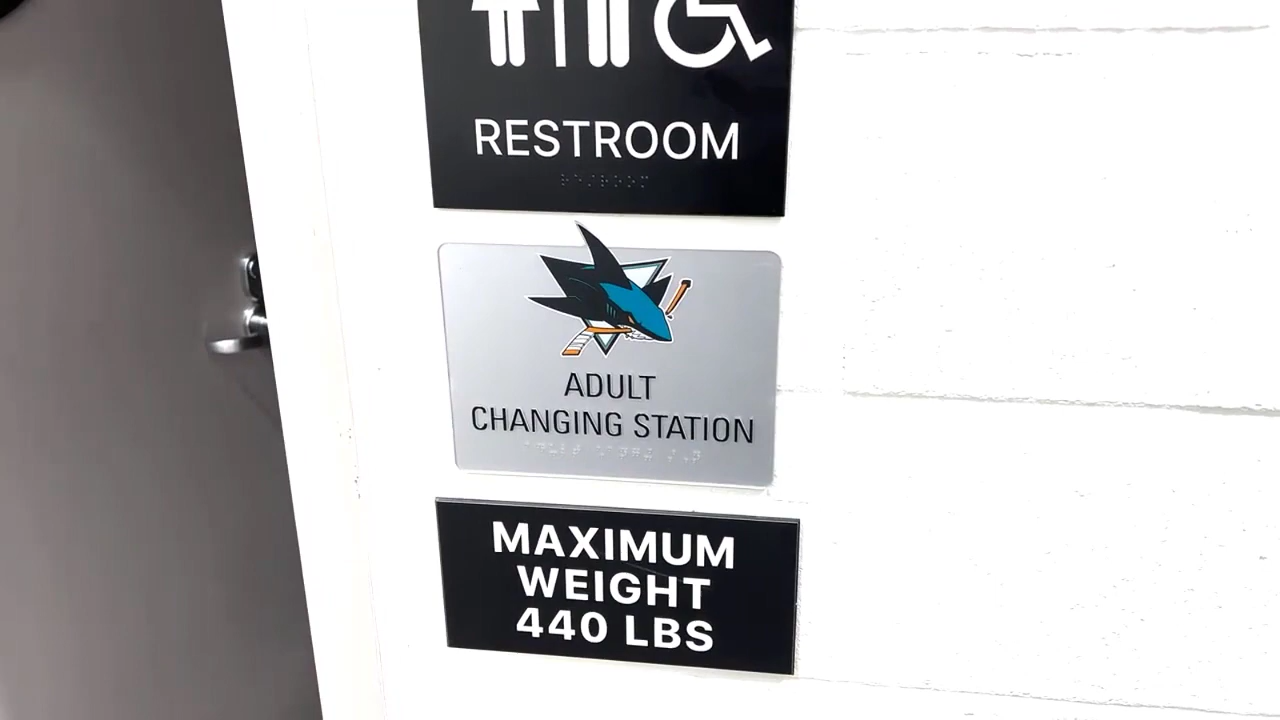 RESTROOM
ADULT
CHANGING STATION
MAXIMUM
WEIGHT
440 LBS